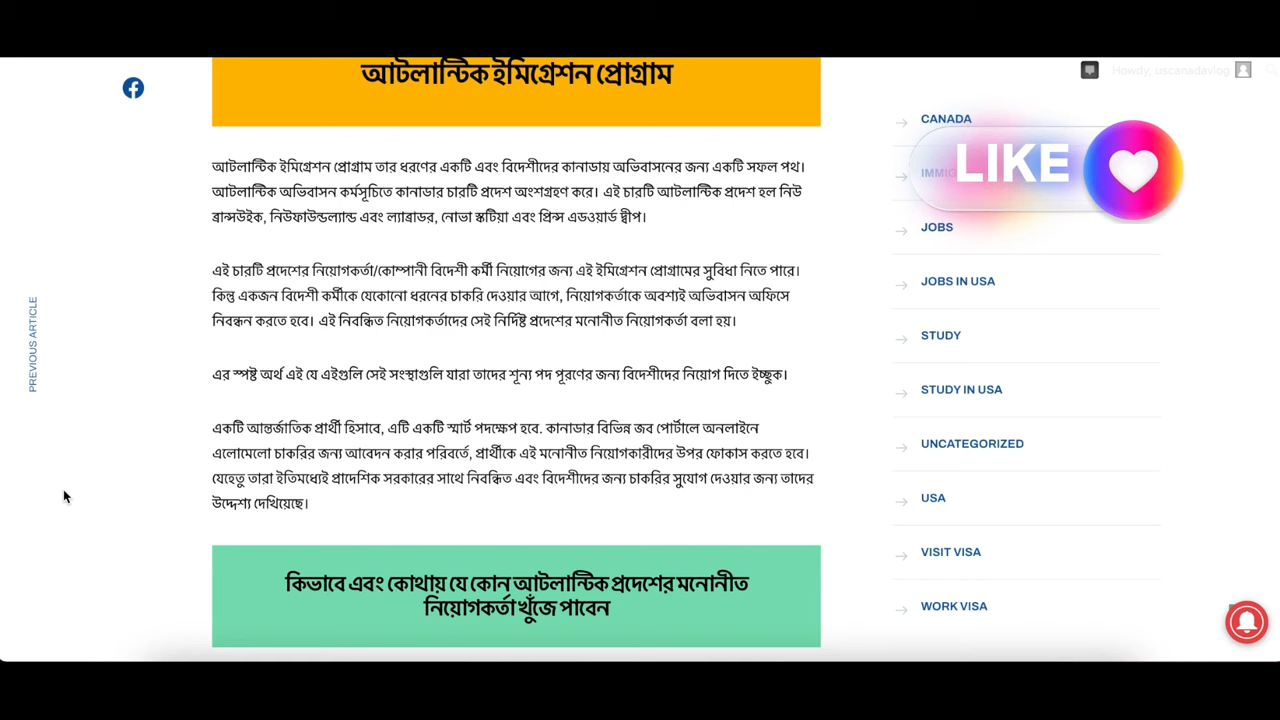 আটলান্টিক ইমিগ্রেশন প্রোগ্রাম
Howdy, uscanadavlog
আটলান্টিক ইমিগ্রেশন প্রোগ্রাম তার ধরণের একটি এবং বিদেশীদের কানাডায় অভিবাসনের জন্য একটি সফল পথ।
আটলান্টিক অভিবাসন কর্মসূচিতে কানাডার চারটি প্রদেশ অংশগ্রহণ করে। এই চারটি আটলান্টিক প্রদেশ হল নিউ
ব্রান্সউইক, নিউফাউন্ডল্যান্ড এবং ল্যাব্রাডর, নোভা স্কটিয়া এবং প্রিন্স এডওয়ার্ড দ্বীপ।
এই চারটি প্রদেশের নিয়োগকর্তা/কোম্পানী বিদেশী কর্মী নিয়োগের জন্য এই ইমিগ্রেশন প্রোগ্রামের সুবিধা নিতে পারে।
কিন্তু একজন বিদেশী কর্মীকে যেকোনো ধরনের চাকরি দেওয়ার আগে, নিয়োগকর্তাকে অবশ্যই অভিবাসন অফিসে
নিবন্ধন করতে হবে। এই নিবন্ধিত নিয়োগকর্তাদের সেই নির্দিষ্ট প্রদেশের মনোনীত নিয়োগকর্তা বলা হয়।
এর স্পষ্ট অর্থ এই যে এইগুলি সেই সংস্থাগুলি যারা তাদের শূন্য পদ পূরণের জন্য বিদেশীদের নিয়োগ দিতে ইচ্ছুক।
একটি আন্তর্জাতিক প্রার্থী হিসাবে, এটি একটি স্মার্ট পদক্ষেপ হবে. কানাডার বিভিন্ন জব পোর্টালে অনলাইনে
এলোমেলো চাকরির জন্য আবেদন করার পরিবর্তে, প্রার্থীকে এই মনোনীত নিয়োগকারীদের উপর ফোকাস করতে হবে।
যেহেতু তারা ইতিমধ্যেই প্রাদেশিক সরকারের সাথে নিবন্ধিত এবং বিদেশীদের জন্য চাকরির সুযোগ দেওয়ার জন্য তাদের
উদ্দেশ্য দেখিয়েছে।
কিভাবে এবং কোথায় যে কোন আটলান্টিক প্রদেশের মনোনীত
নিয়োগকর্তা খুঁজে পাবেন
PREVIOUS ARTICLE
CANADA
LIKE
JOBS
JOBS IN USA
STUDY
STUDY IN USA
UNCATEGORIZED
USA
VISIT VISA
WORK VISA